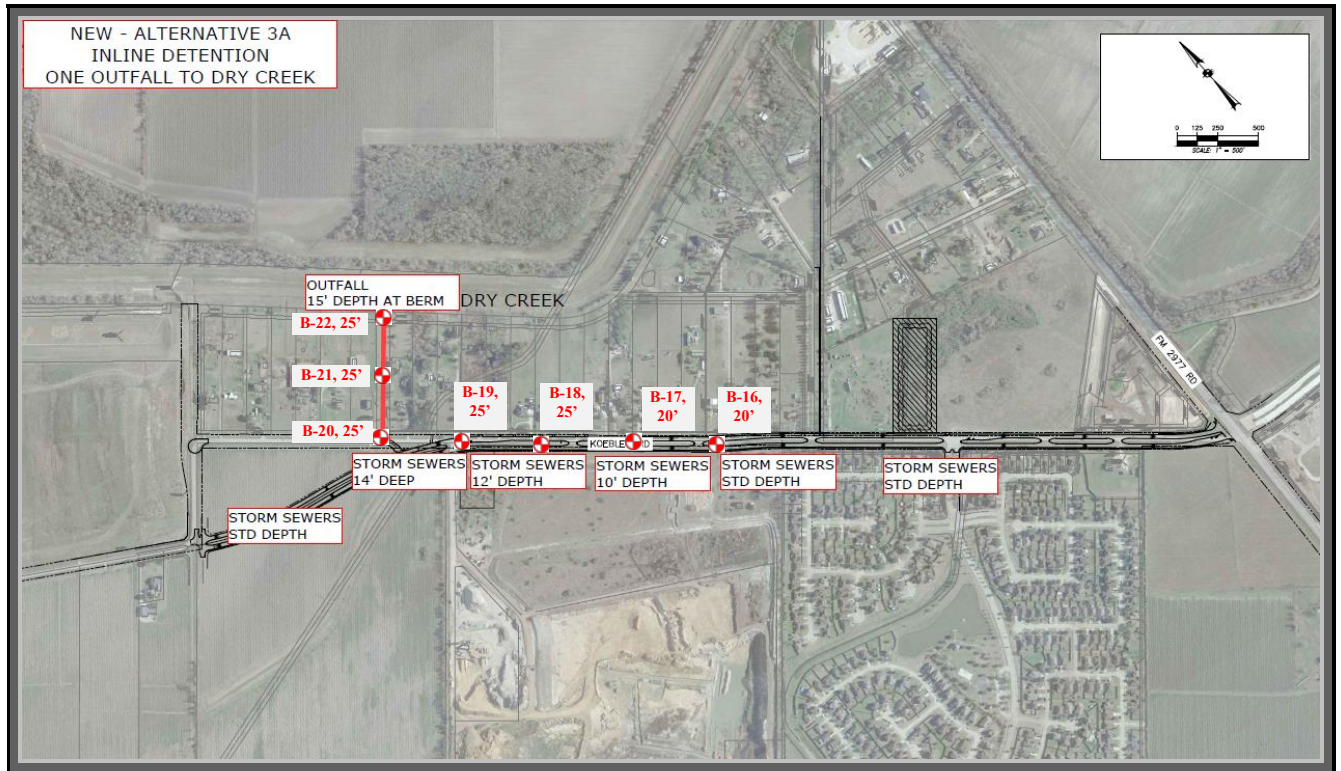 NEW - ALTERNATIVE 3A
INLINE DETENTION
ONE OUTFALL TO DRY CREEK
0 125 250 500
SCALE: 1" = 500'
OUTFALL
15' DEPTH AT BERM
DRY CREEK
B-22, 25'
B-21, 25'
B-20, 25'
B-19,
25'
B-18,
25'
B-17,
20'
B-16,
20'
FM 2977 RD
STORM SEWERS
14' DEEP
STORM SEWERS
12' DEPTH
STORM SEWERS
10' DEPTH
STORM SEWERS
STD DEPTH
STORM SEWERS
STD DEPTH
STORM SEWERS
STD DEPTH